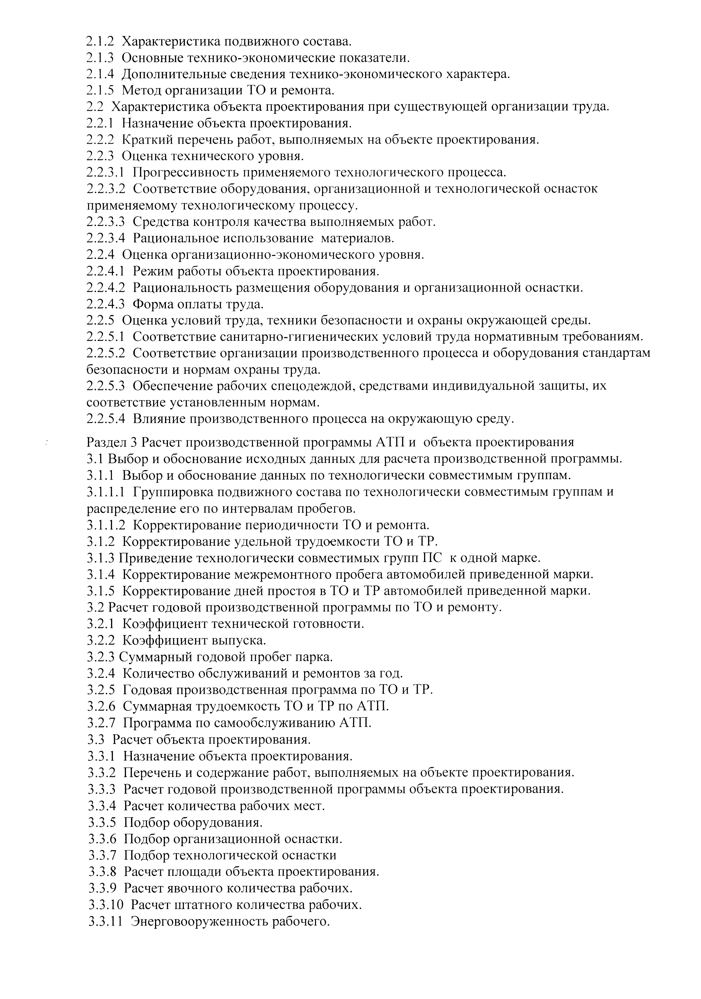 2.1.2 Характеристика подвижного состава.
2.1.3 Основные технико-экономические показатели.
2.1.4 Дополнительные сведения технико-экономического характера.
2.1.5 Метод организации ТО и ремонта.
2.2 Характеристика объекта проектирования при существующей организации труда.
2.2.1 Назначение объекта проектирования.
2.2.2 Краткий перечень работ, выполняемых на объекте проектирования.
2.2.3 Оценка технического уровня.
2.2.3.1 Прогрессивность применяемого технологического процесса.
2.2.3.2 Соответствие оборудования, организационной и технологической оснасток
применяемому технологическому процессу.
2.2.3.3 Средства контроля качества выполняемых работ.
2.2.3.4 Рациональное использование материалов.
2.2.4 Оценка организационно-экономического уровня.
2.2.4.1 Режим работы объекта проектирования.
2.2.4.2 Рациональность размещения оборудования и организационной оснастки.
2.2.4.3 Форма оплаты труда.
2.2.5 Оценка условий труда, техники безопасности и охраны окружающей среды.
2.2.5.1 Соответствие санитарно-гигиенических условий труда нормативным требованиям.
2.2.5.2 Соответствие организации производственного процесса и оборудования стандартам
безопасности и нормам охраны труда.
2.2.5.3 Обеспечение рабочих спецодеждой, средствами индивидуальной защиты, их
соответствие установленным нормам.
2.2.5.4 Влияние производственного процесса на окружающую среду.
Раздел 3 Расчет производственной программы АТП и объекта проектирования
3.1 Выбор и обоснование исходных данных для расчета производственной программы.
3.1.1 Выбор и обоснование данных по технологически совместимым группам.
3.1.1.1 Группировка подвижного состава по технологически совместимым группам и
распределение его по интервалам пробегов.
3.1.1.2 Корректирование периодичности ТО и ремонта.
3.1.2 Корректирование удельной трудоемкости ТО и ТР.
3.1.3 Приведение технологически совместимых групп ПС к одной марке.
3.1.4 Корректирование межремонтного пробега автомобилей приведенной марки.
3.1.5 Корректирование дней простоя в ТО и ТР автомобилей приведенной марки.
3.2 Расчет годовой производственной программы по ТО и ремонту.
3.2.1 Коэффициент технической готовности.
3.2.2 Коэффициент выпуска.
3.2.3 Суммарный годовой пробег парка.
3.2.4 Количество обслуживаний и ремонтов за год.
3.2.5 Годовая производственная программа по ТО и ТР.
3.2.6 Суммарная трудоемкость ТО и ТР по АТП.
3.2.7 Программа по самообслуживанию АТП.
3.3 Расчет объекта проектирования.
3.3.1 Назначение объекта проектирования.
3.3.2 Перечень и содержание работ, выполняемых на объекте проектирования.
3.3.3 Расчет годовой производственной программы объекта проектирования.
3.3.4 Расчет количества рабочих мест.
3.3.5 Подбор оборудования.
3.3.6 Подбор организационной оснастки.
3.3.7 Подбор технологической оснастки
3.3.8 Расчет площади объекта проектирования.
3.3.9 Расчет явочного количества рабочих.
3.3.10 Расчет штатного количества рабочих.
3.3.11 Энерговооруженность рабочего.